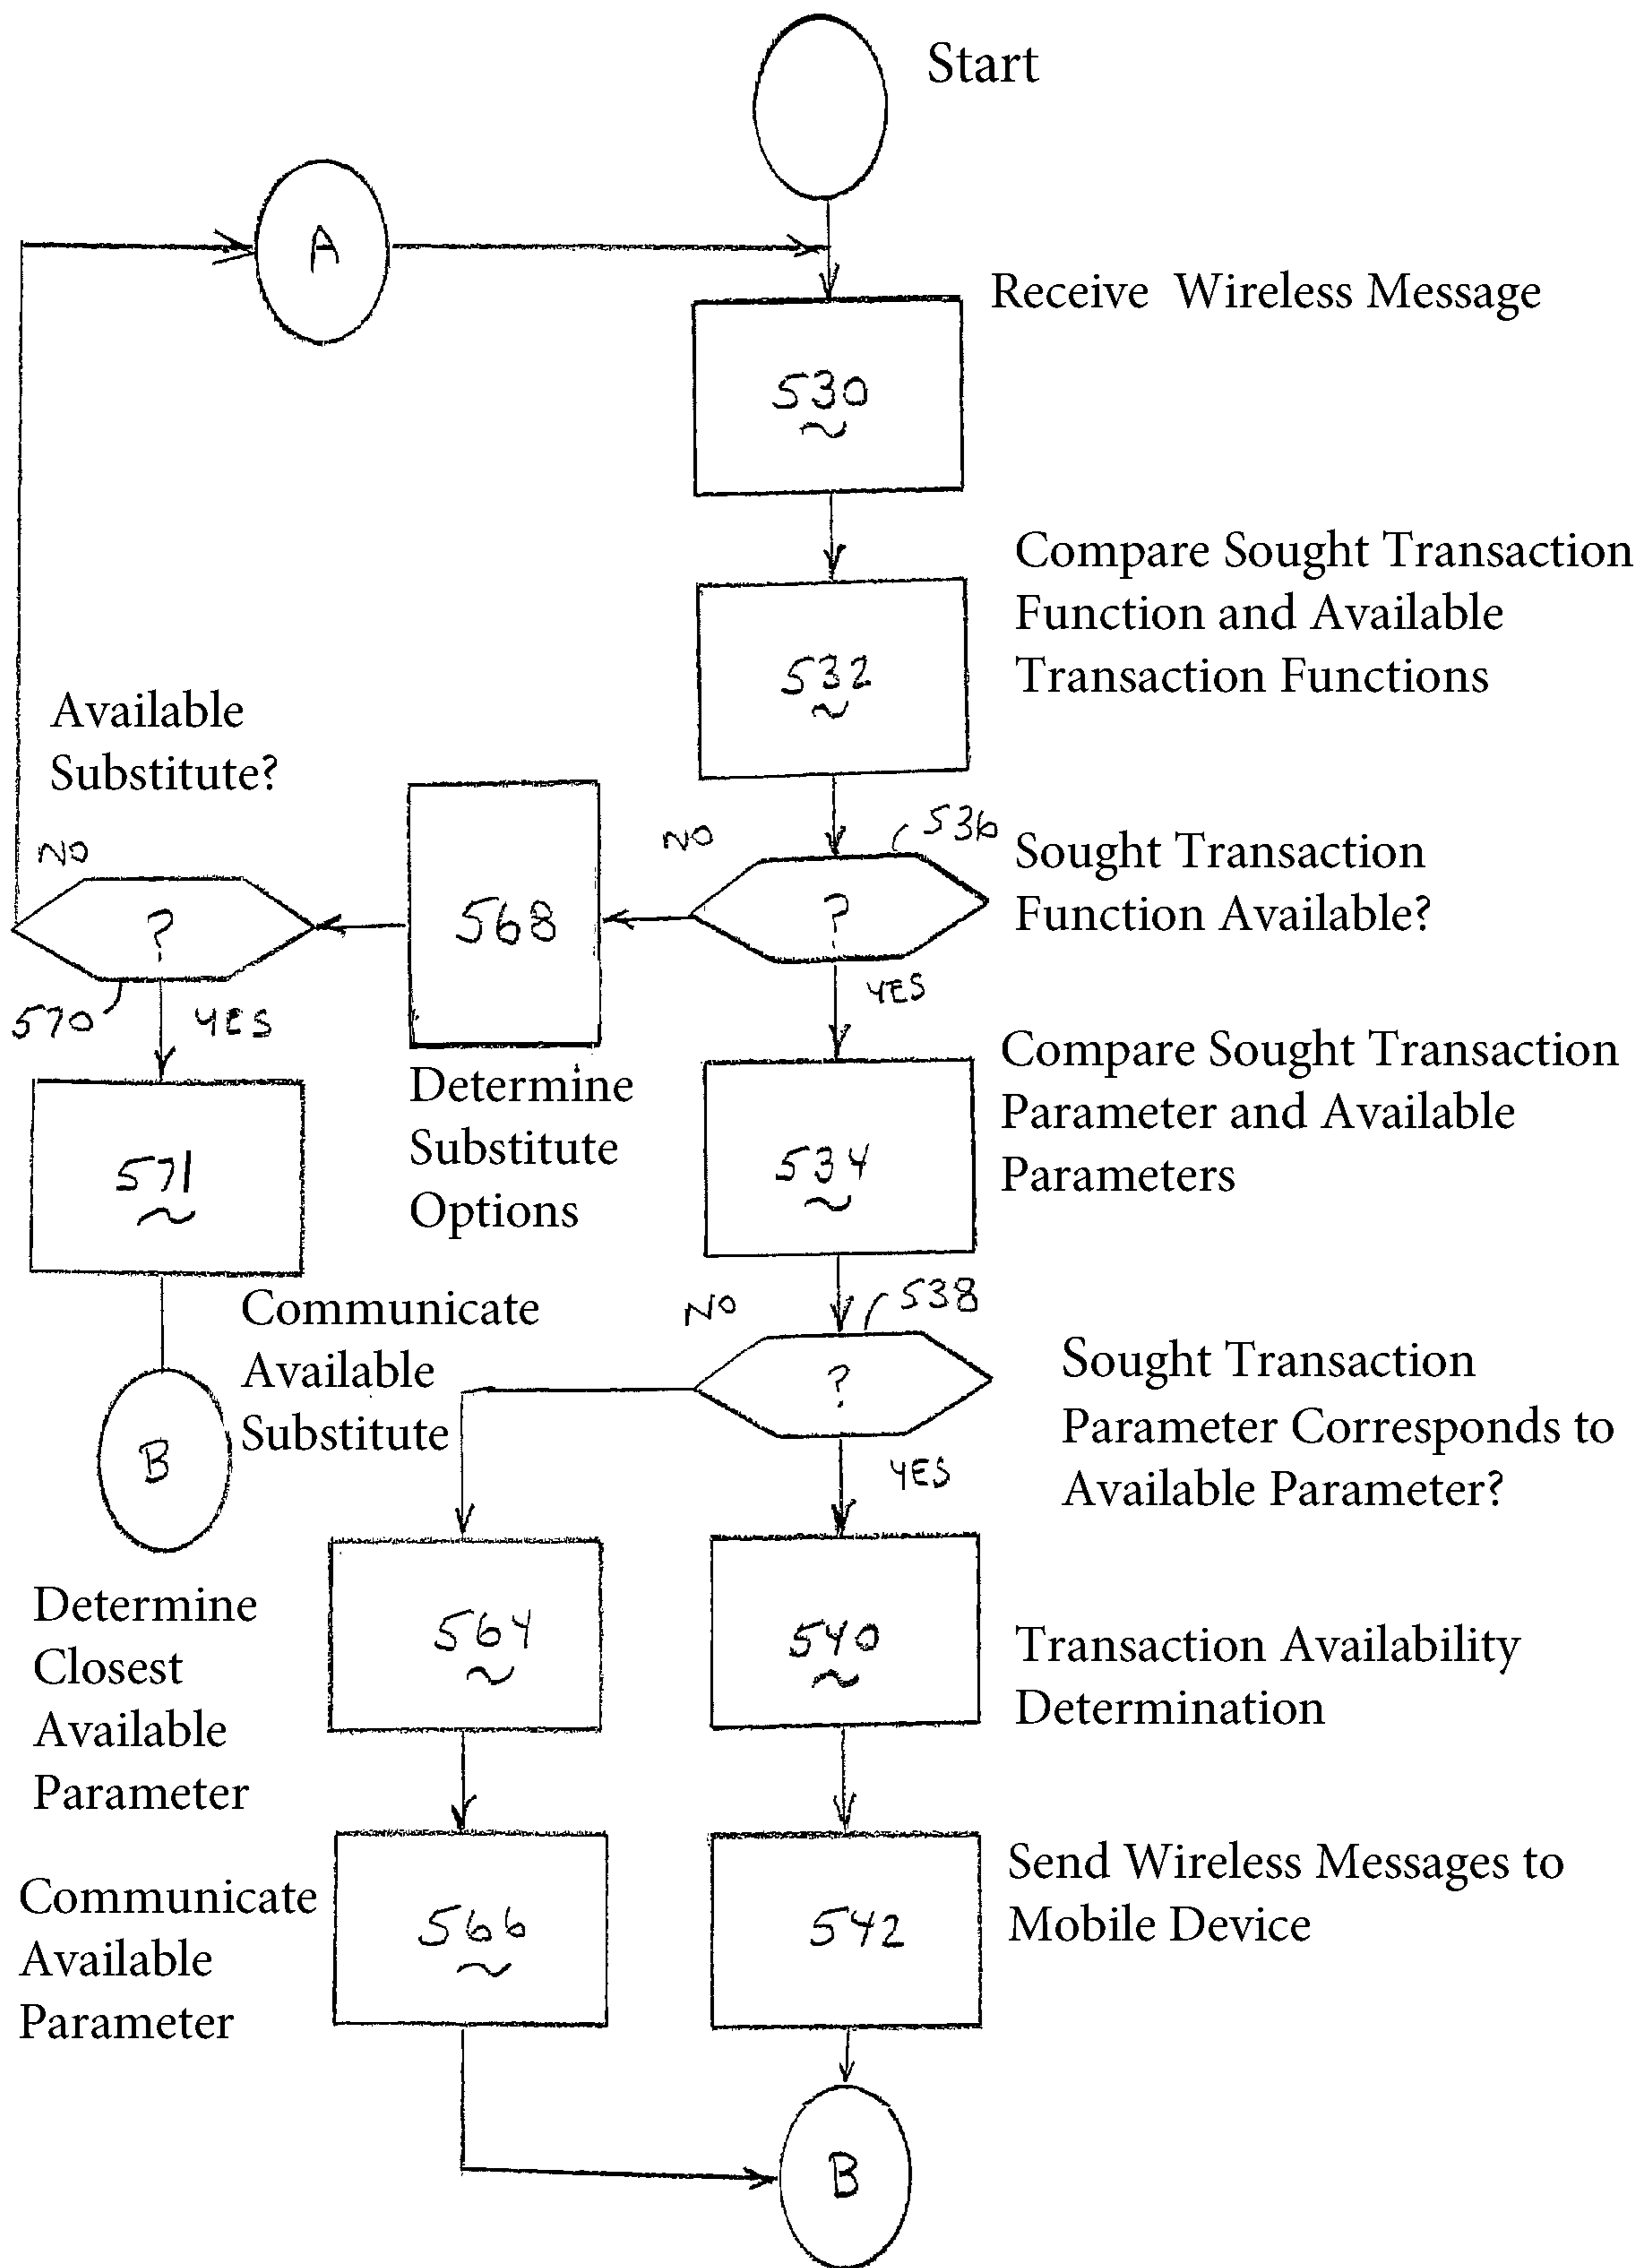 Start
A
Receive Wireless Message
530
Compare Sought Transaction
Function and Available
Transaction Functions
532
Available
Substitute?
NO
?
570
YES
568
Determine
Substitute
Options
NO
536
?
YES
Sought Transaction
Function Available?
571
Communicate
Available
Substitute
B
Compare Sought Transaction
Parameter and Available
Parameters
534
NO
538
?
YES
Sought Transaction
Parameter Corresponds to
Available Parameter?
Determine
Closest
Available
Parameter
564
540
Transaction Availability
Determination
Communicate
Available
Parameter
566
542
Send Wireless Messages to
Mobile Device
B